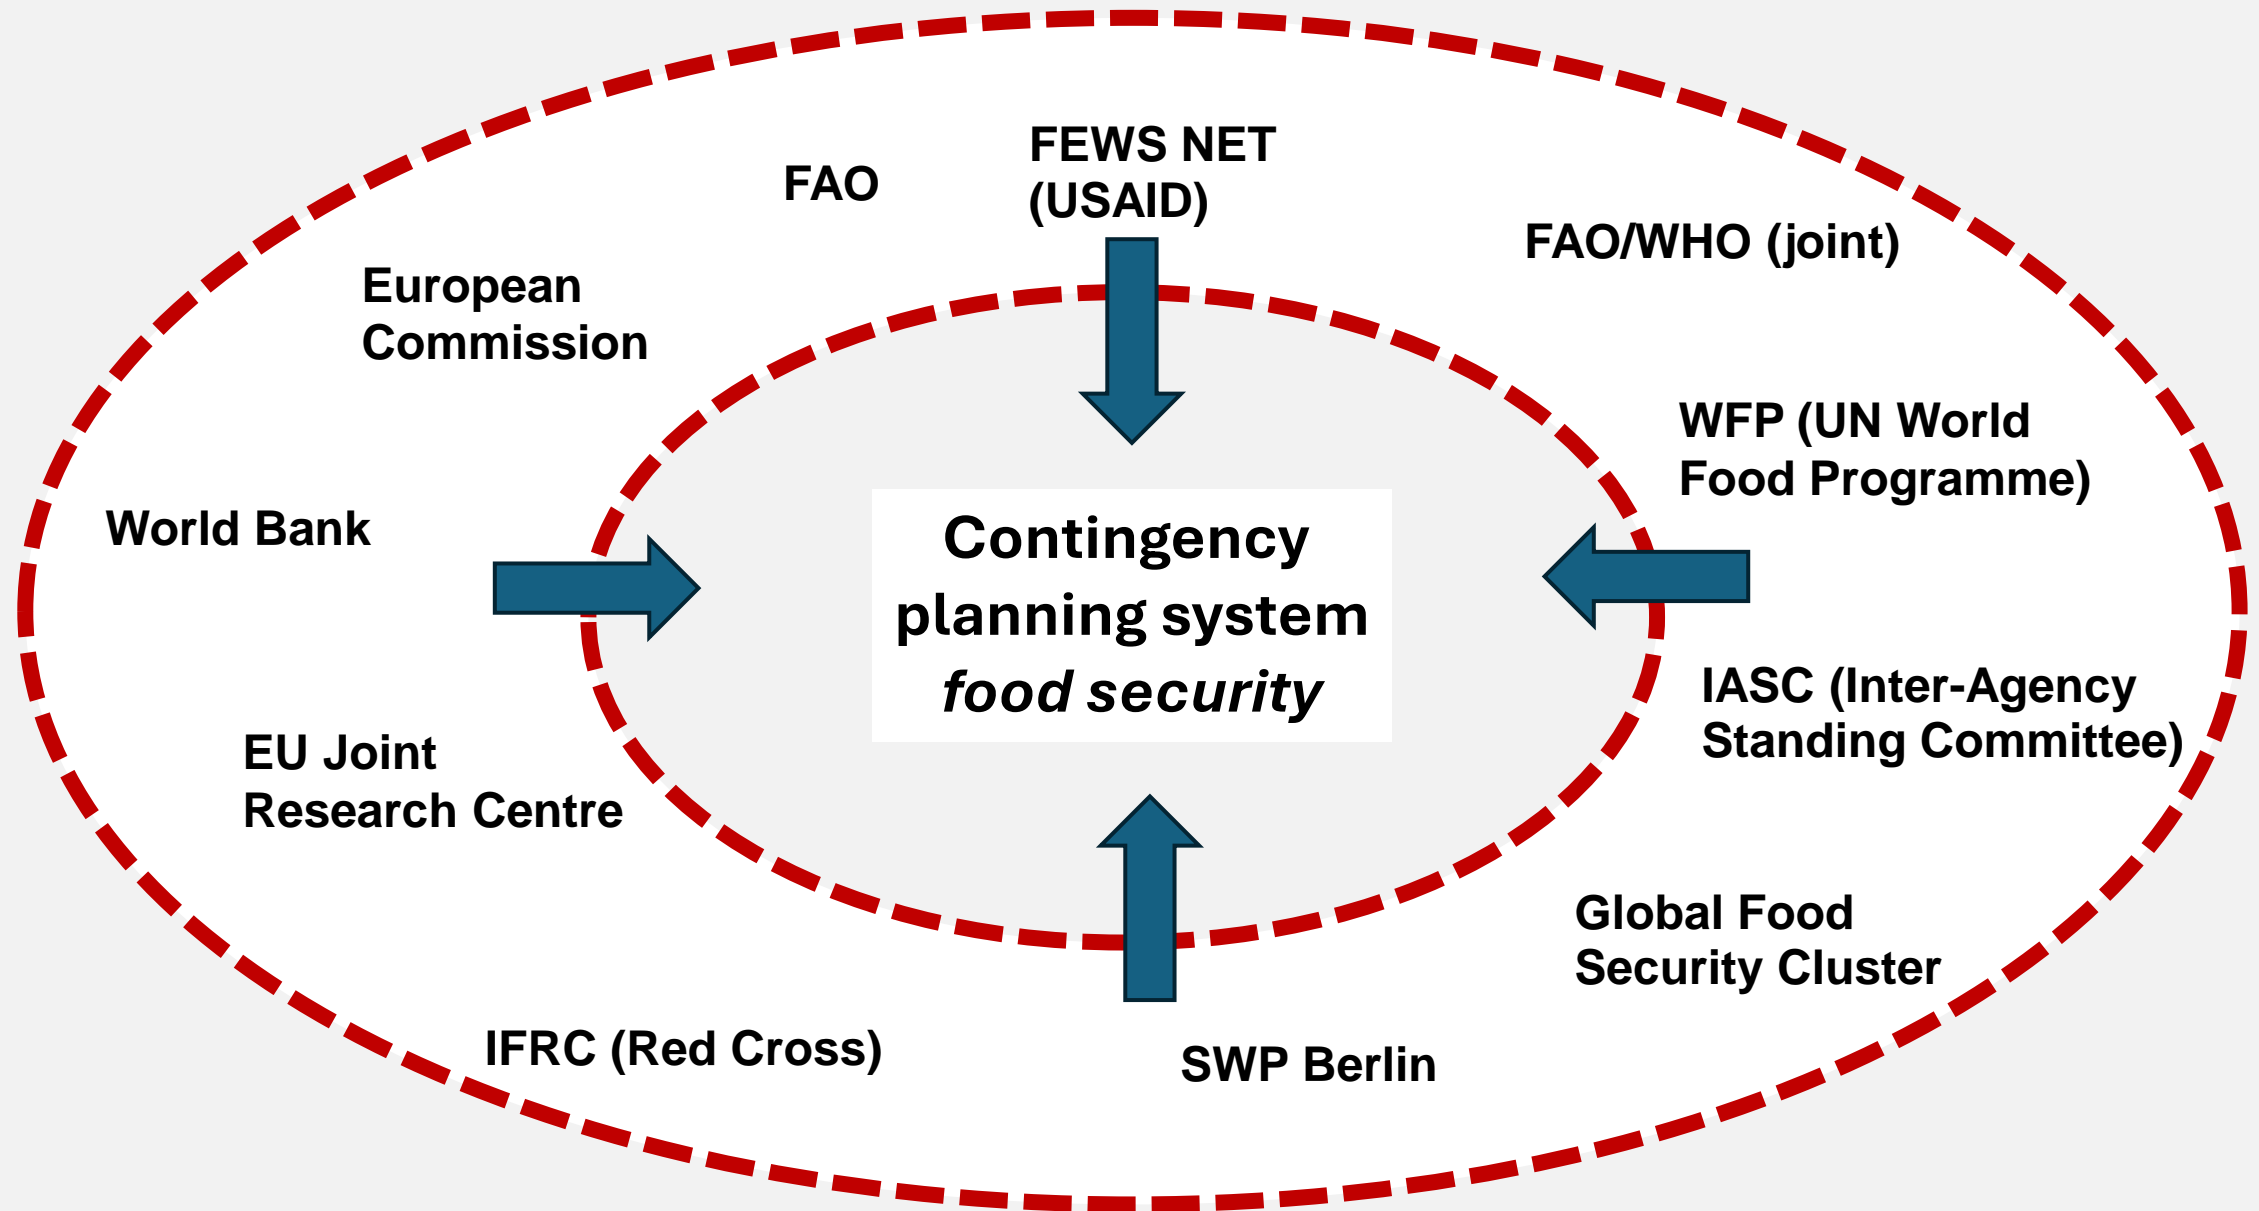 FEWS NET
(USAID)
FAO
FAO/WHO (joint)
European
Commission
WFP (UN World
Food Programme)
World Bank
Contingency
planning system
food security
IASC (Inter-Agency
Standing Committee)
EU Joint
Research Centre
Global Food
Security Cluster
IFRC (Red Cross)
SWP Berlin